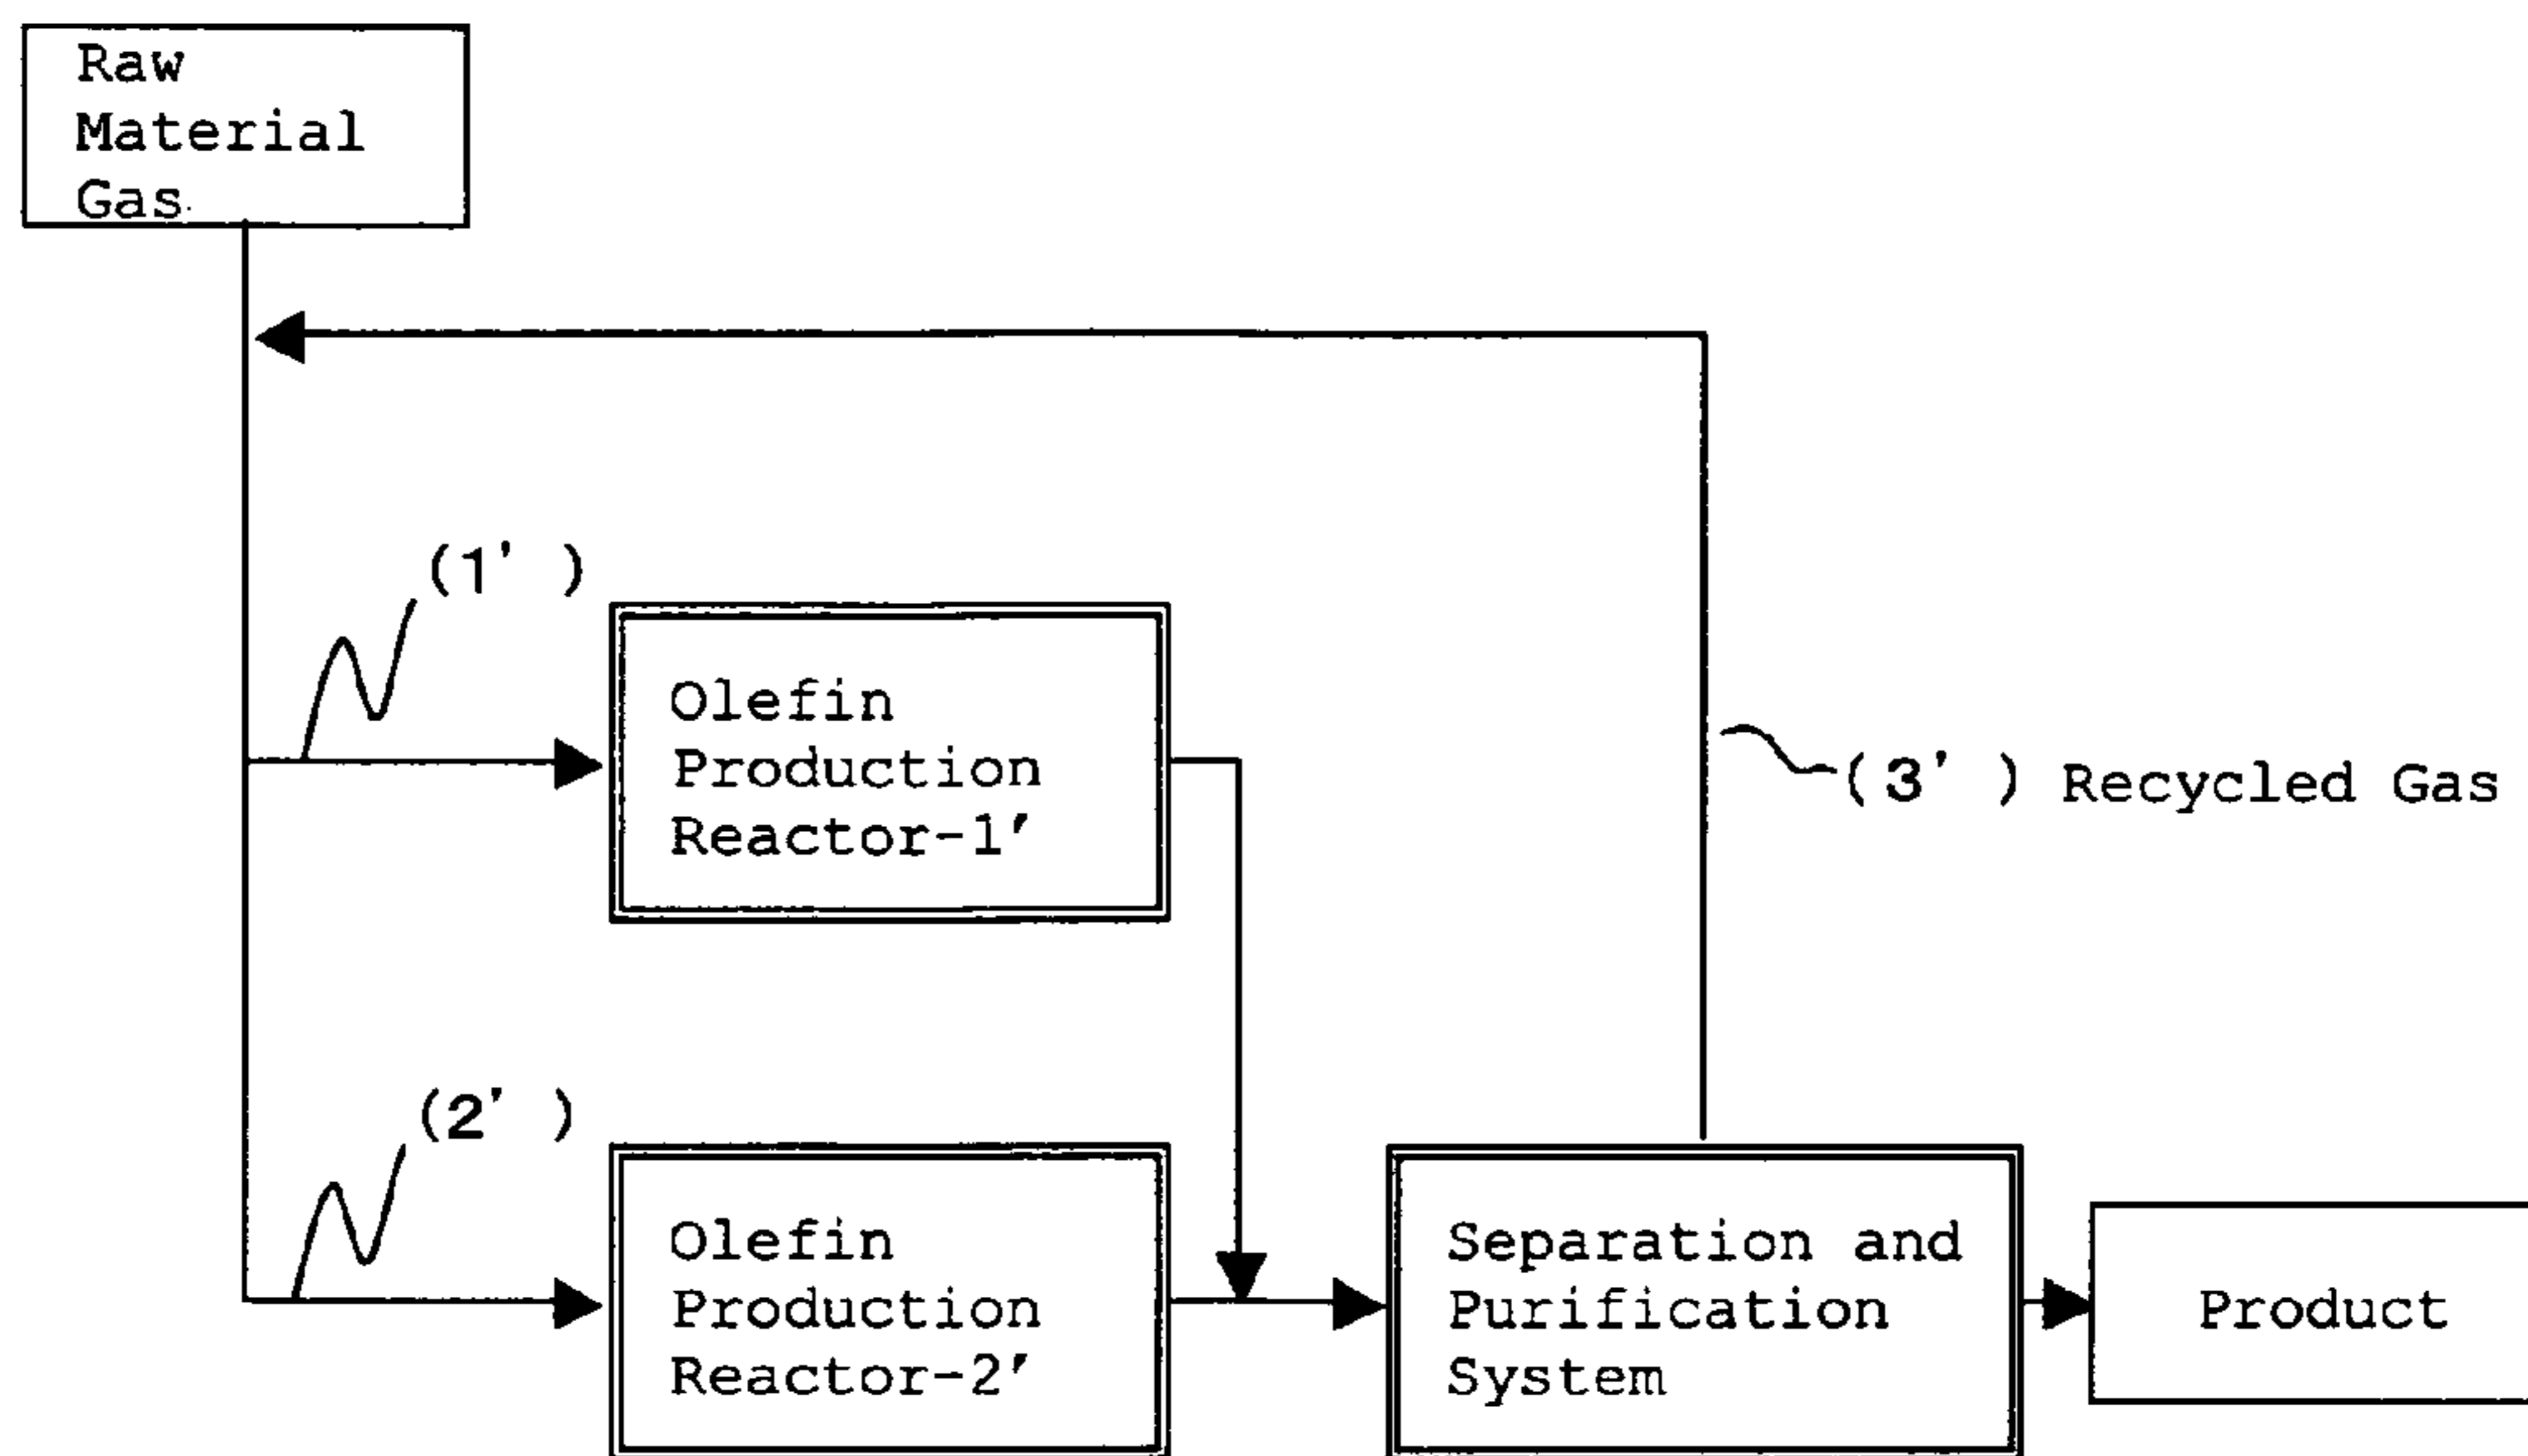 Raw
Material
Gas
(1' )
Olefin
Production
Reactor-1'
(3' ) Recycled Gas
(2' )
Olefin
Production
Reactor-2'
Separation and
Purification
System
Product